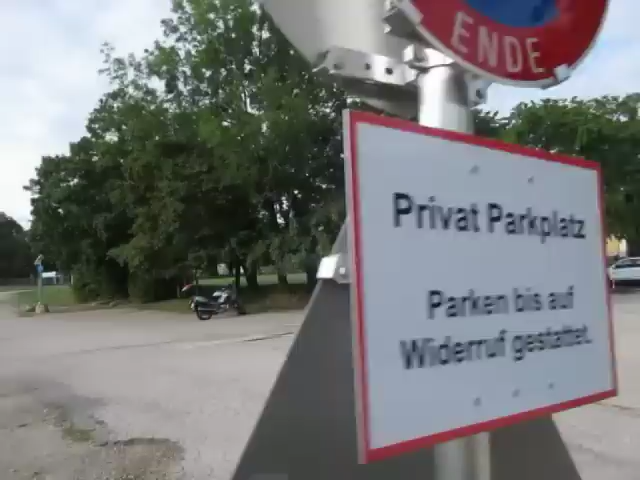 ENDE
Privat Parkplatz
Parken bis auf
Widerruf gestattet.